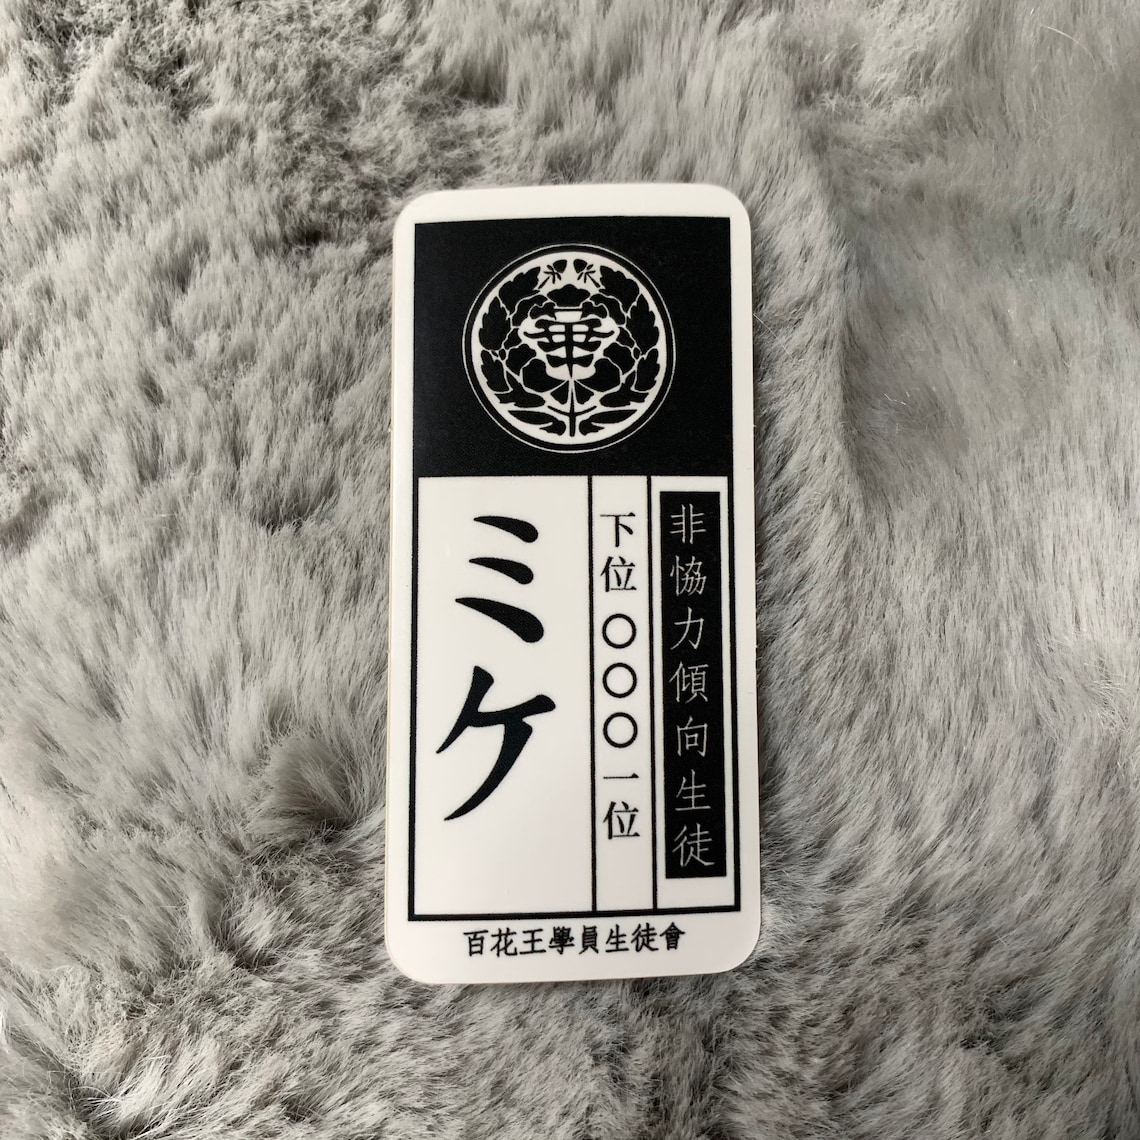 華
非協力傾向生徒
下位〇〇〇一位
ミケ
百花王學員生徒會